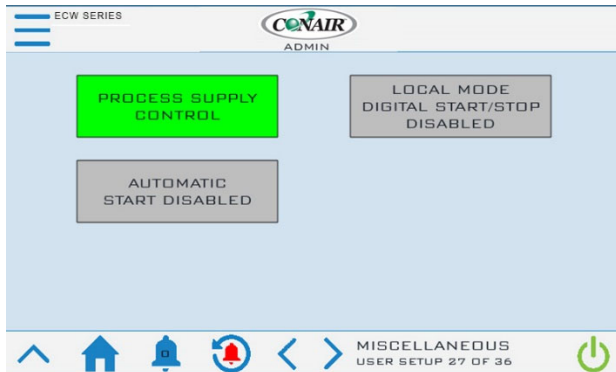 ECW SERIES
CONAIR
ADMIN
PROCESS SUPPLY
CONTROL
LOCAL MODE
DIGITAL START/STOP
DISABLED
AUTOMATIC
START DISABLED
0
MISCELLANEOUS
USER SETUP 27 OF 36